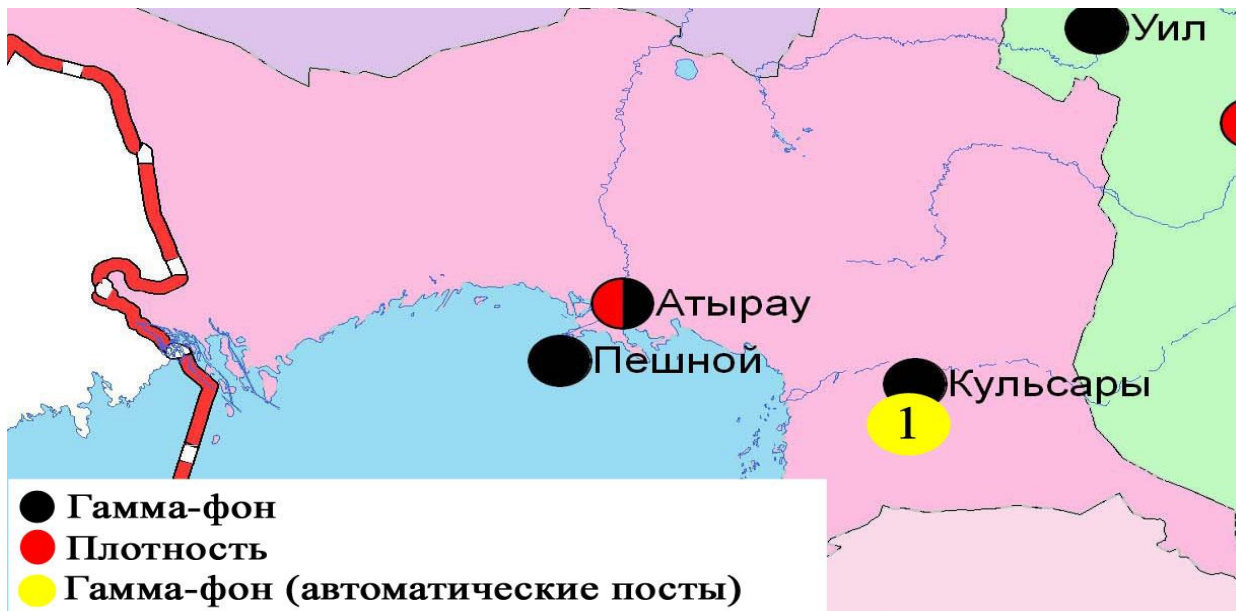 Уил
Атырау
Пешной
Кульсары
1
Гамма-фон
Плотность
Гамма-фон (автоматические посты)